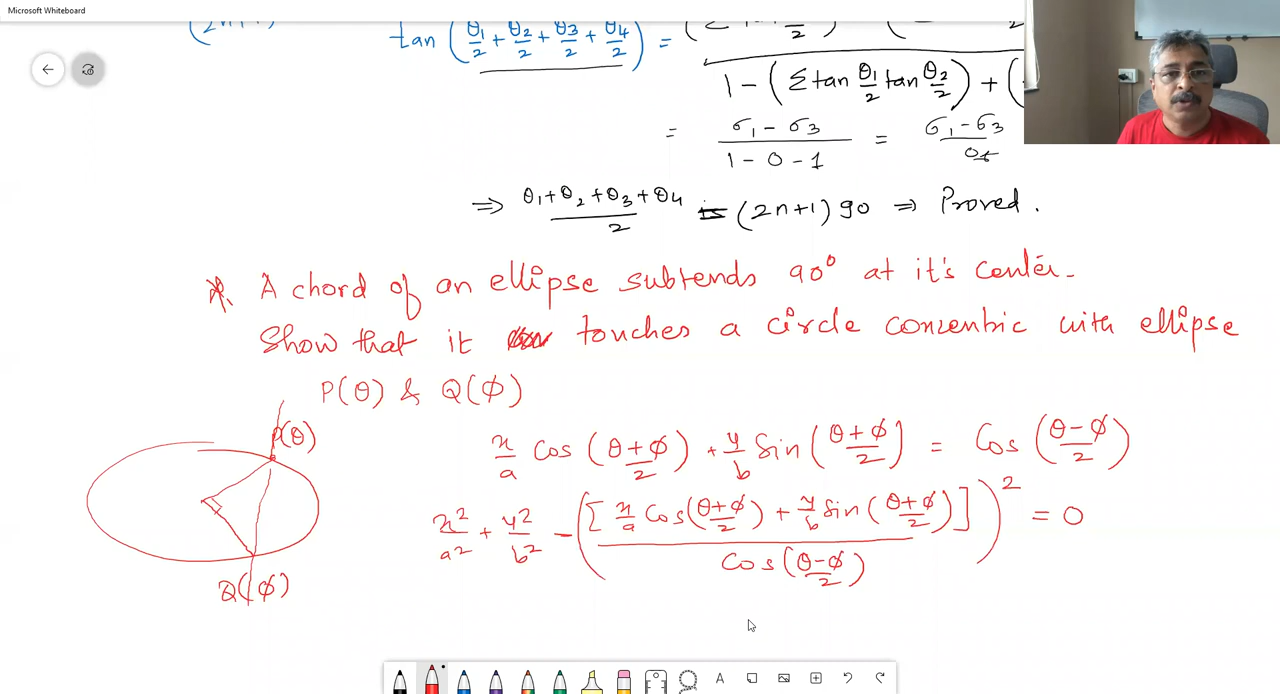 Microsoft Whiteboard
tan (θ₁/2 + θ₂/2 + θ₃/2 + θ₄/2) =
1 - (Σ tan θ₁/2 tan θ₂/2) + (
= (σ₁ - σ₃)/(1 - 0 - 1) = (σ₁ - σ₃)/0
⇒ (θ₁ + θ₂ + θ₃ + θ₄)/2 = (2n+1) 90 ⇒ Proved.
*. A chord of an ellipse subtends 90° at it's center.
Show that it touches a circle concentric with ellipse
P(θ) & Q(ϕ)
P(θ)
x/a Cos((θ+ϕ)/2) + y/b Sin((θ+ϕ)/2) = Cos((θ-ϕ)/2)
x²/a² + y²/b² - ([x/a Cos((θ+ϕ)/2) + y/b Sin((θ+ϕ)/2)] / Cos((θ-ϕ)/2))² = 0
Q(ϕ)